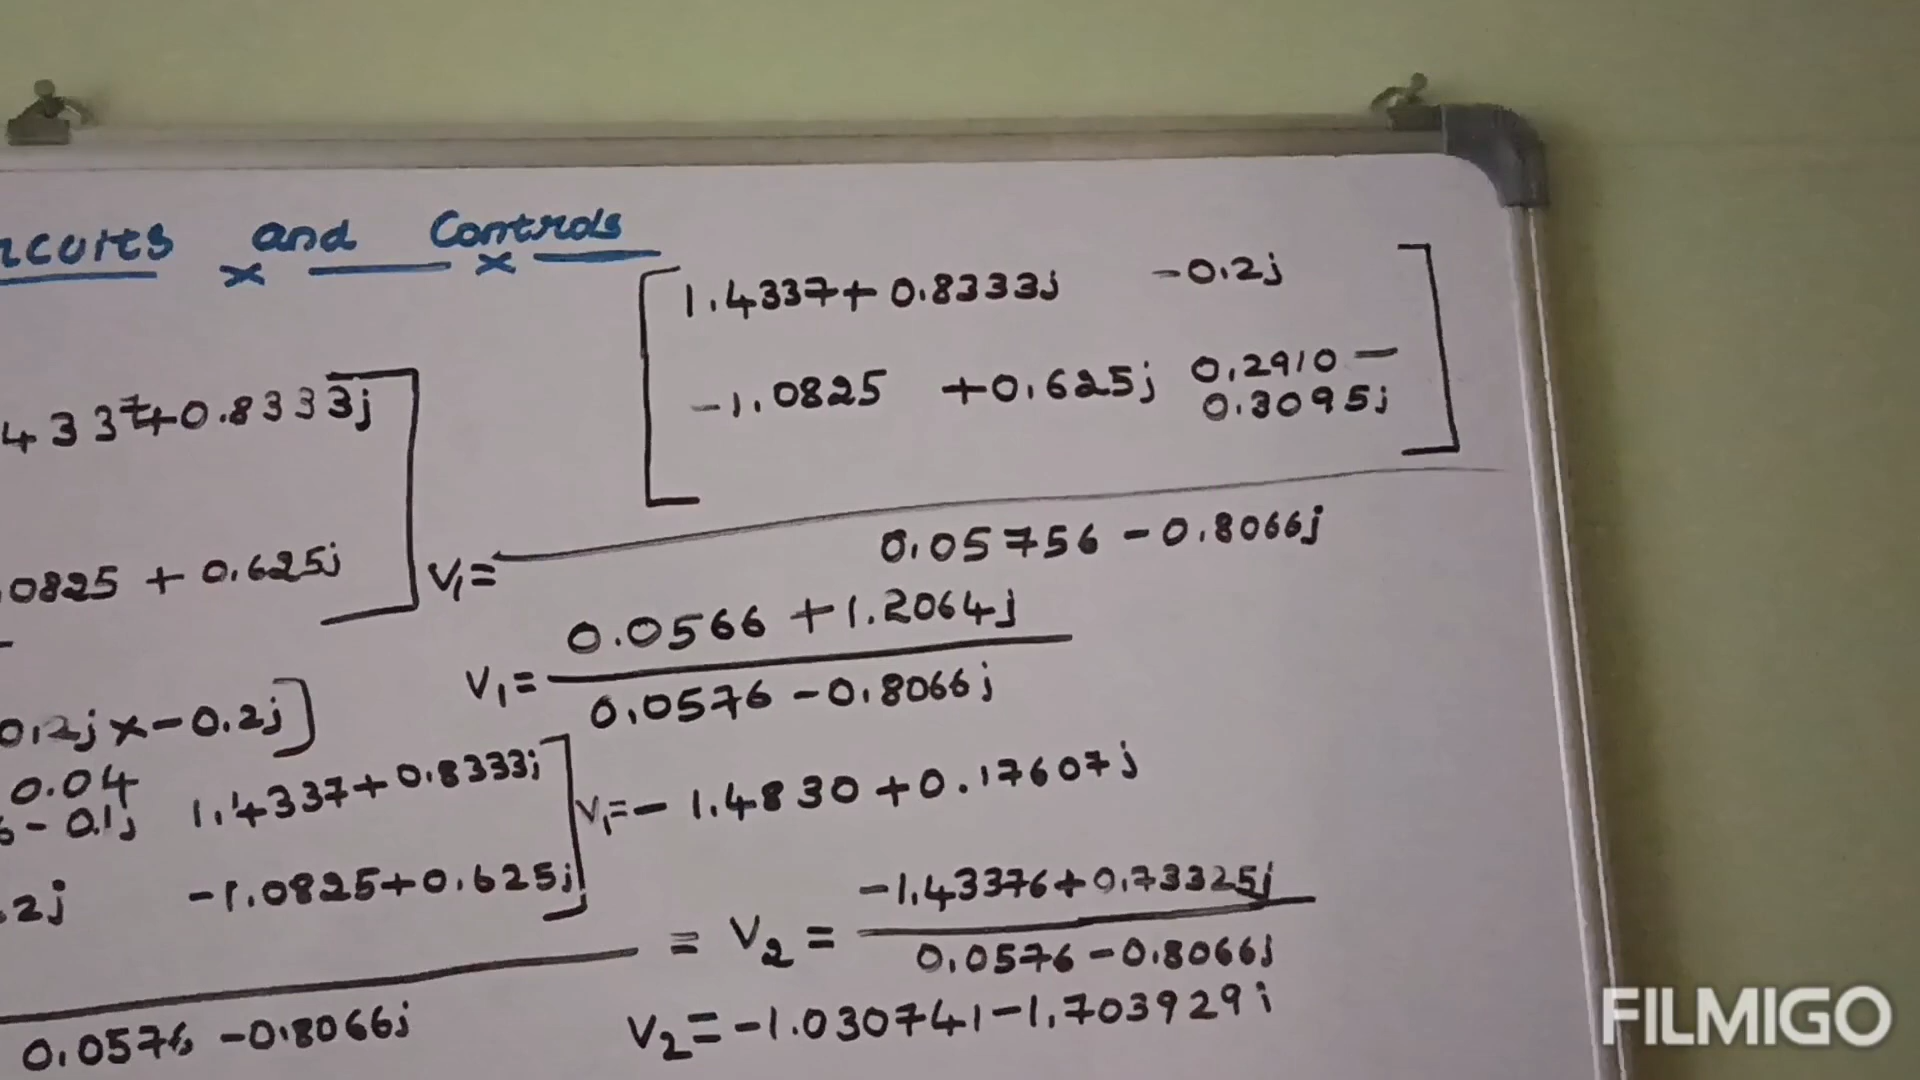 and Controls
1.4337+ 0.8333j -0.2j
-1.0825 +0.625j 0.2910 -
0.3095j
4337+0.8333j
.0825 + 0.625j
V₁=
0.05756 - 0.8066j
V₁= 0.0566 + 1.2064j
0.0576 - 0.8066j
0.2j x -0.2j]
0.04
- 0.1j 1.4337+0.8333j
V₁= - 1.4830 + 0.17607j
.2j -1.0825+0.625j
= V₂ = -1.43376+0.73325j
0.0576 - 0.8066j
0.0576 - 0.8066j
V₂ = -1.030741-1.703929i
FILMIGO